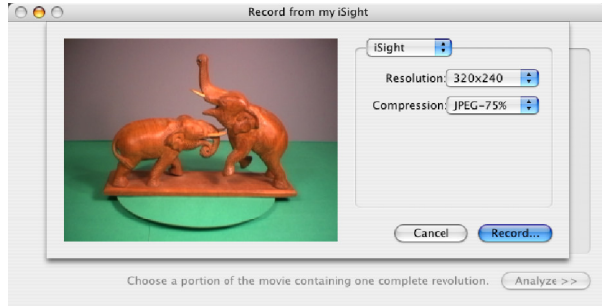 Record from my iSight
iSight
Resolution: 320x240
Compression: JPEG-75%
Cancel Record...
Choose a portion of the movie containing one complete revolution. Analyze >>